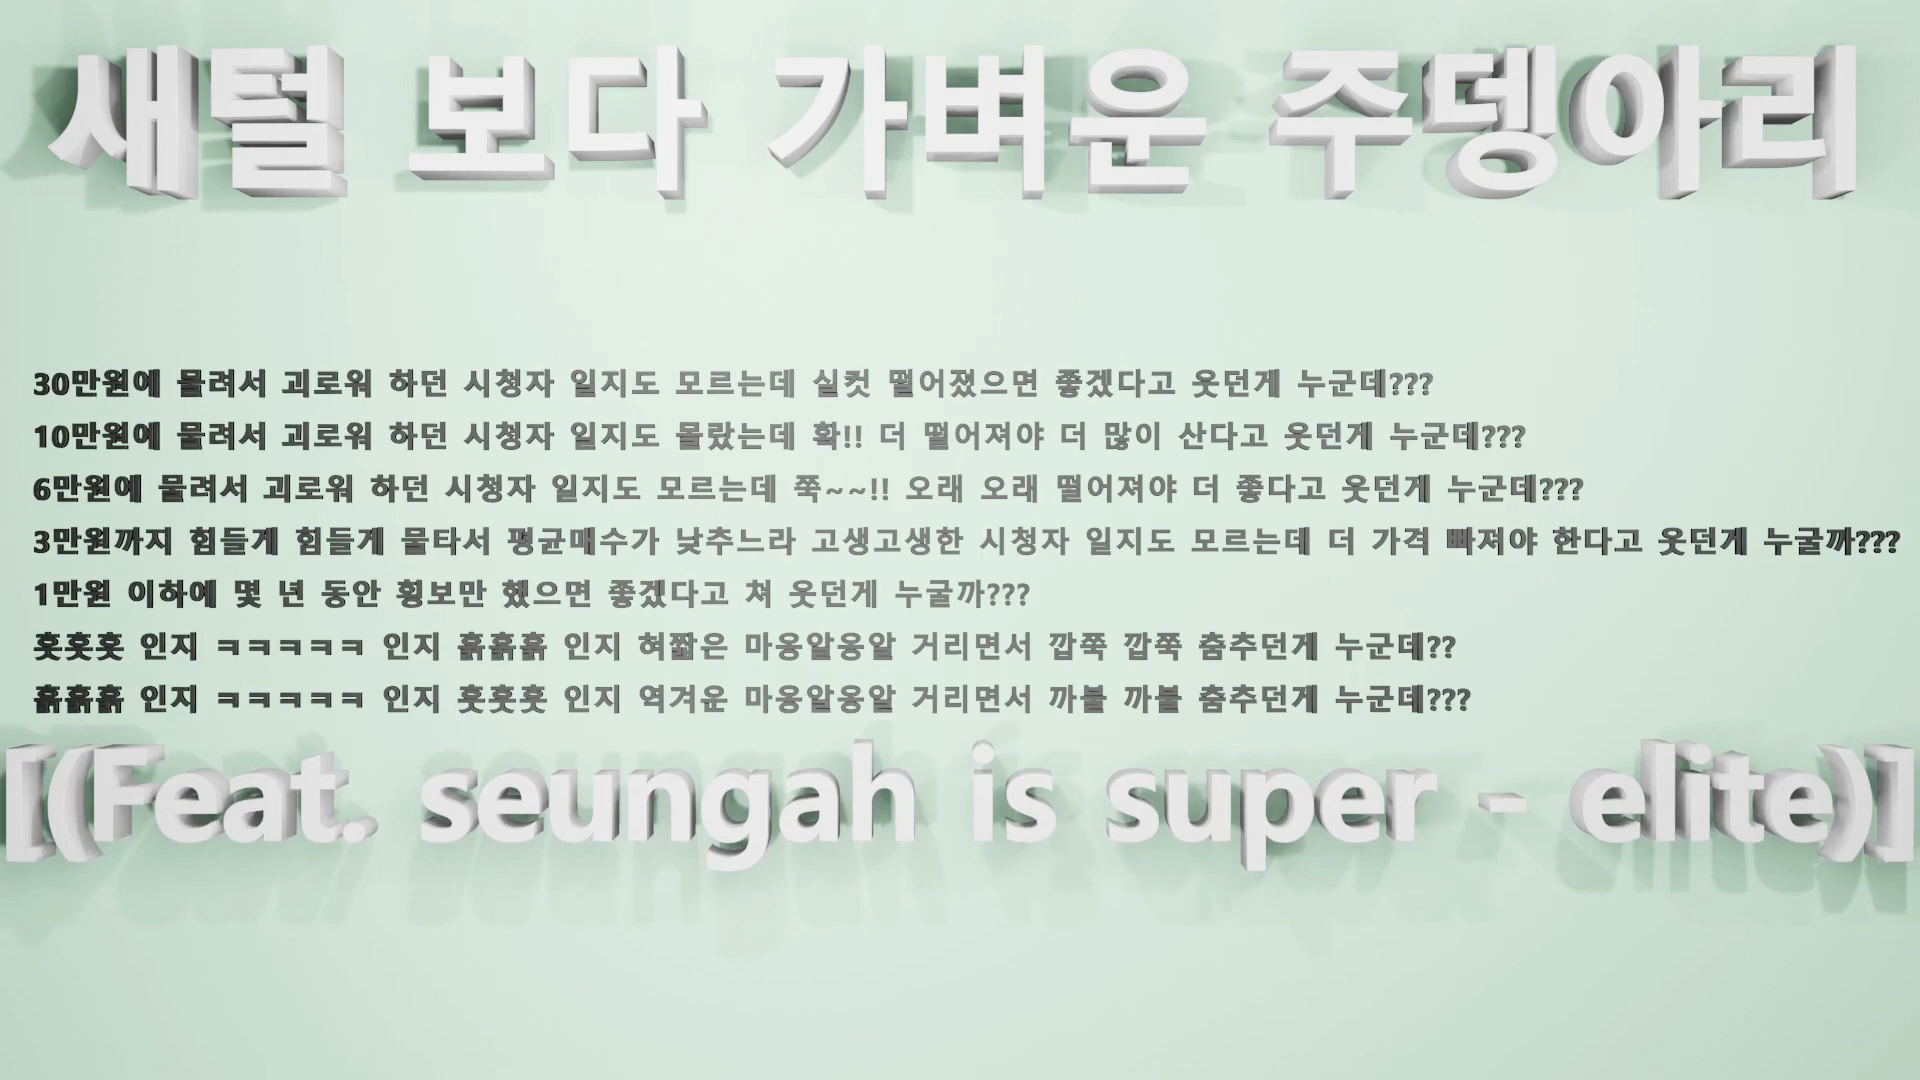 새털 보다 가벼운 주뎅아리
30만원에 물려서 괴로워 하던 시청자 일지도 모르는데 실컷 떨어졌으면 좋겠다고 웃던게 누군데???
10만원에 물려서 괴로워 하던 시청자 일지도 몰랐는데 확!! 더 떨어져야 더 많이 산다고 웃던게 누군데???
6만원에 물려서 괴로워 하던 시청자 일지도 모르는데 쭉~~!! 오래 오래 떨어져야 더 좋다고 웃던게 누군데???
3만원까지 힘들게 힘들게 물타서 평균매수가 낮추느라 고생고생한 시청자 일지도 모르는데 더 가격 빠져야 한다고 웃던게 누굴까???
1만원 이하에 몇 년 동안 횡보만 했으면 좋겠다고 쳐 웃던게 누굴까???
홋홋홋 인지 ㅋㅋㅋㅋㅋ 인지 흙흙흙 인지 혀짧은 마옹알옹알 거리면서 깝쭉 깝쭉 춤추던게 누군데??
흙흙흙 인지 ㅋㅋㅋㅋㅋ 인지 홋홋홋 인지 역겨운 마옹알옹알 거리면서 까불 까불 춤추던게 누군데???
[(Feat. seungah is super - elite)]